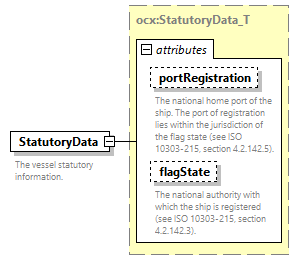 ocx:StatutoryData_T
attributes
portRegistration
The national home port of the
ship. The port of registration
lies within the jurisdiction of
the flag state (see ISO
10303-215, section 4.2.142.5).
StatutoryData
The vessel statutory
information.
flagState
The national authority with
which the ship is registered
(see ISO 10303-215, section
4.2.142.3).